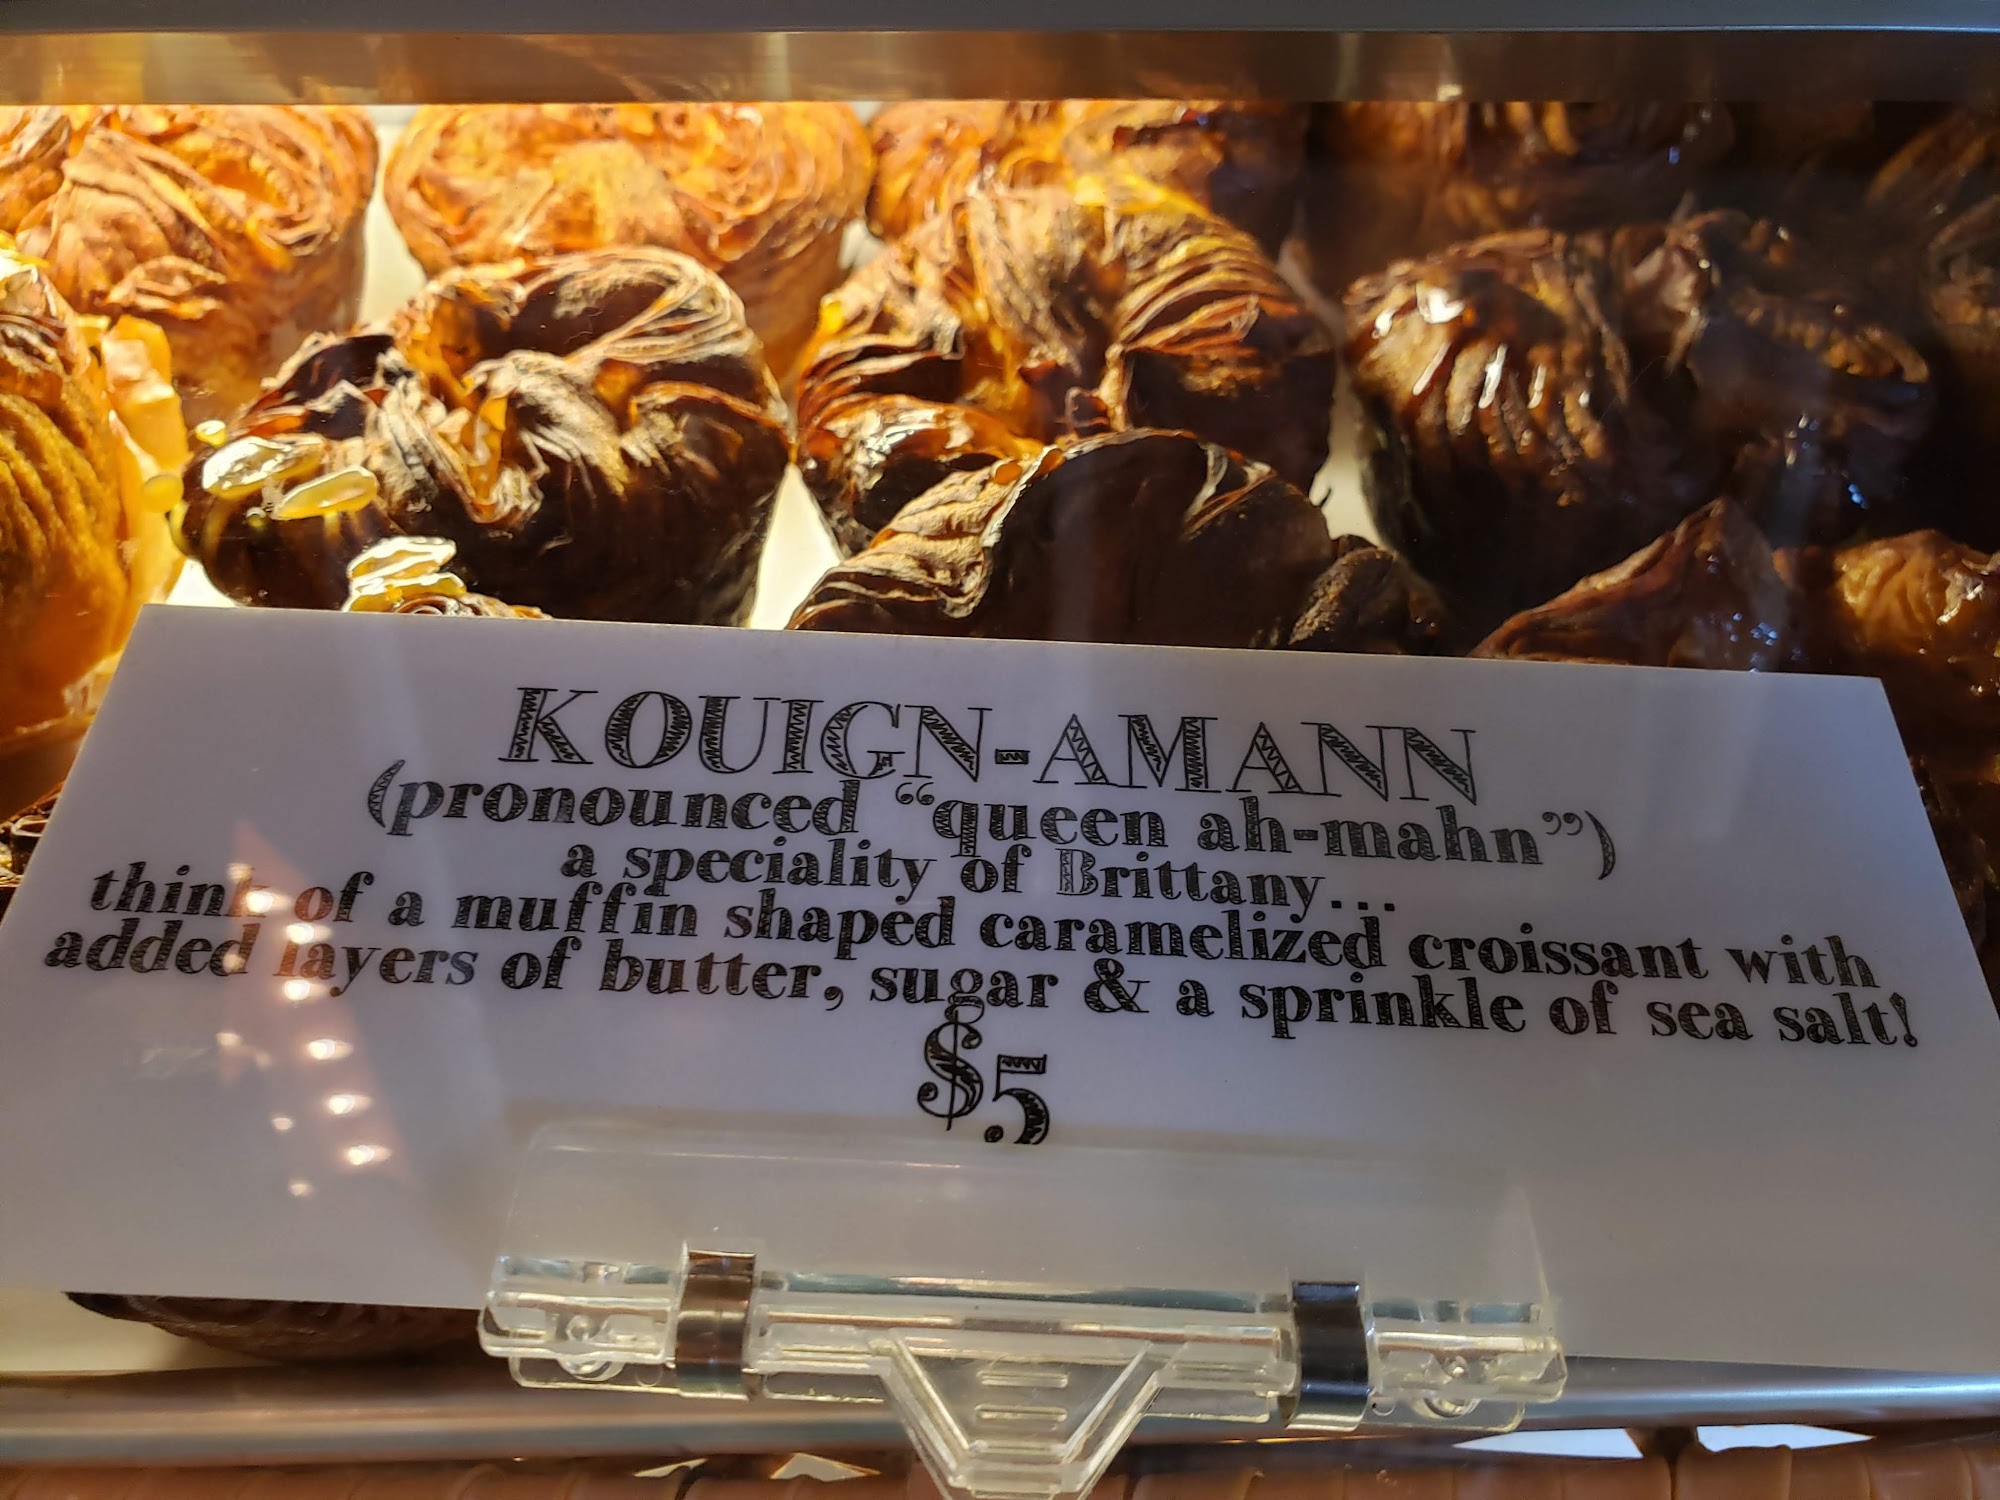 KOUIGN-AMANN
(pronounced “queen ah-mahn”)
a speciality of Brittany...
think of a muffin shaped caramelized croissant with
added layers of butter, sugar & a sprinkle of sea salt!
$.5